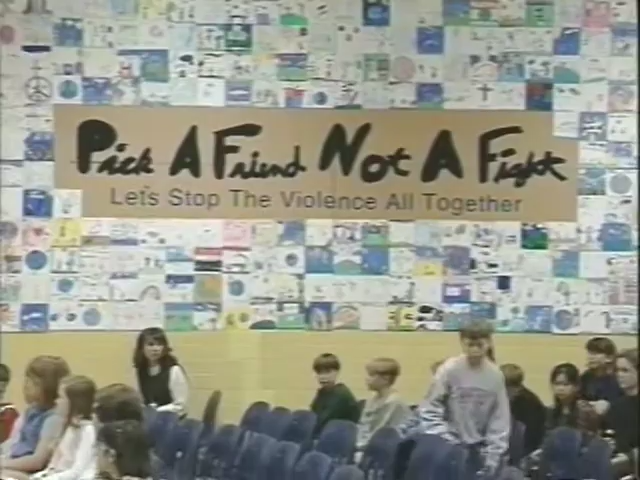 Pick A Friend Not A Fight
Let's Stop The Violence All Together